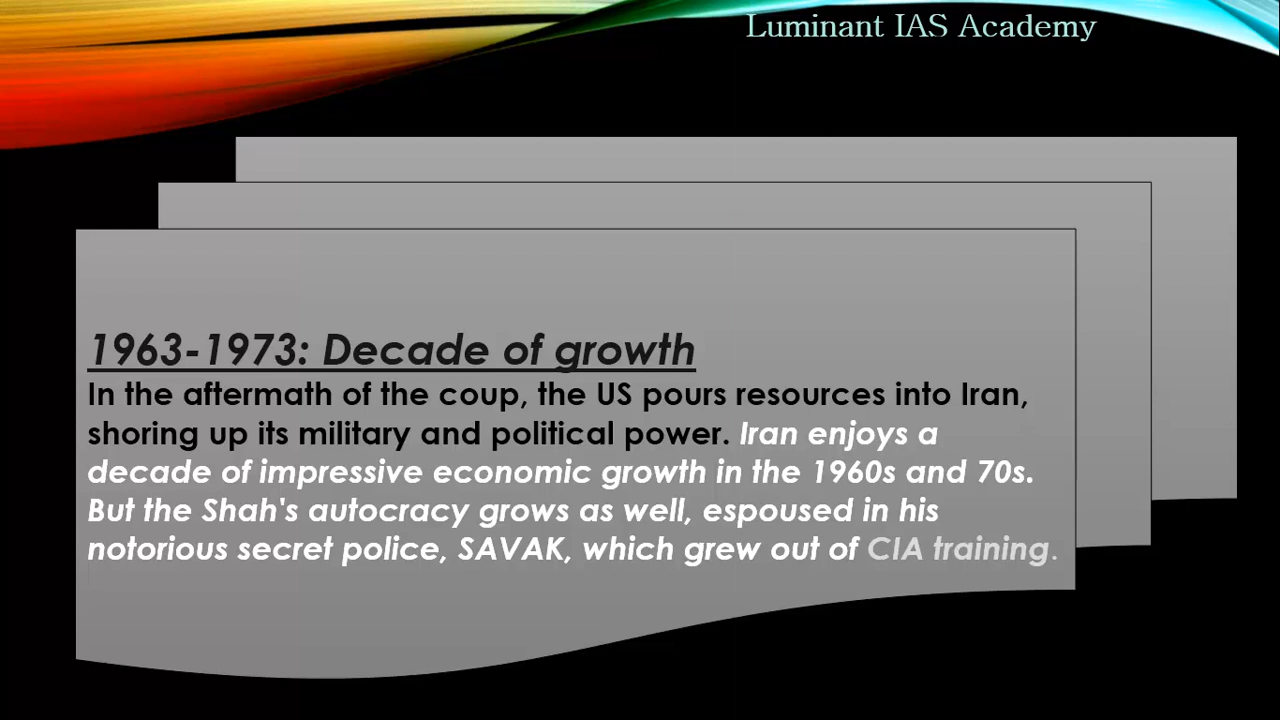 Luminant IAS Academy
1963-1973: Decade of growth
In the aftermath of the coup, the US pours resources into Iran,
shoring up its military and political power. Iran enjoys a
decade of impressive economic growth in the 1960s and 70s.
But the Shah's autocracy grows as well, espoused in his
notorious secret police, SAVAK, which grew out of CIA training.